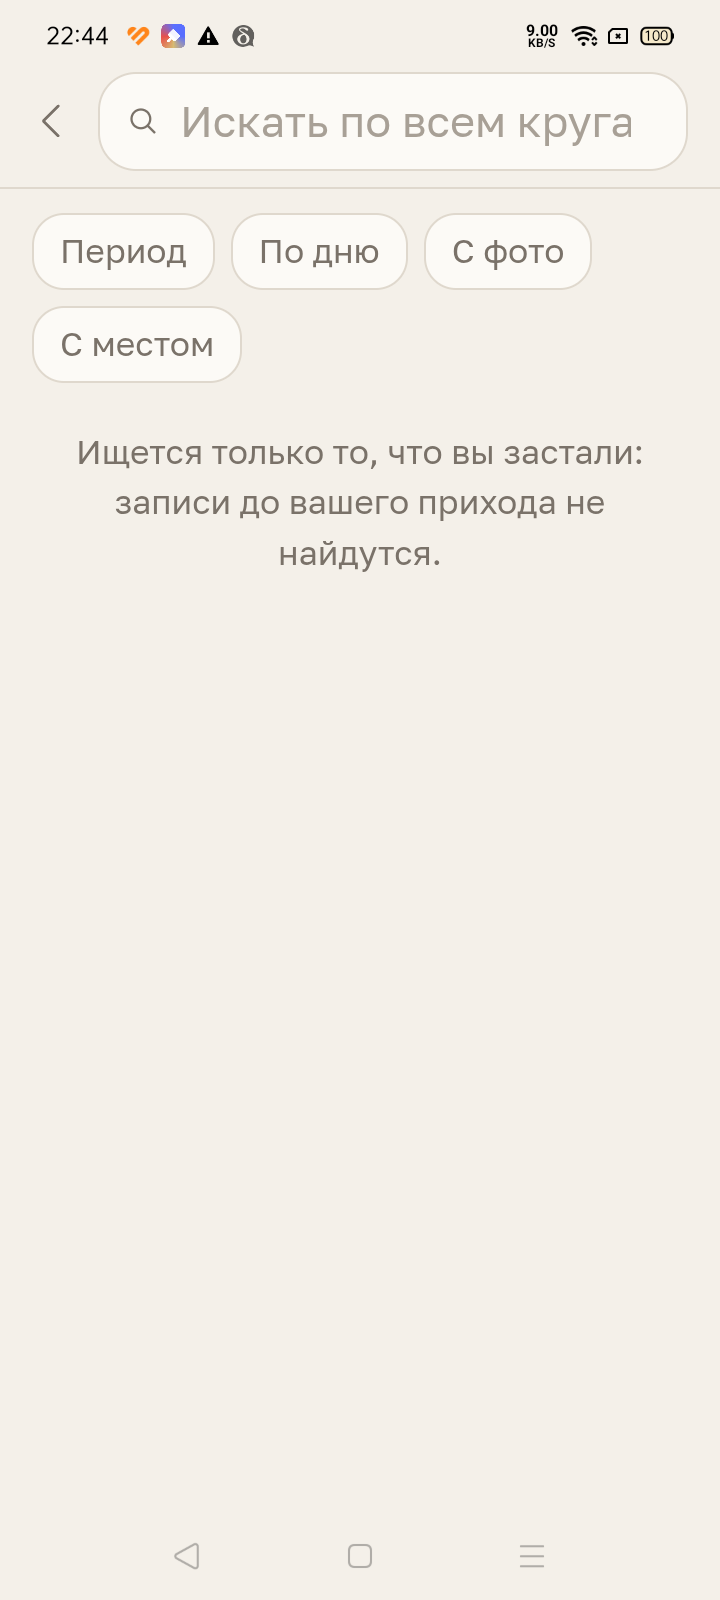 22:44
9.00
KB/S
100
Искать по всем круга
Период
По дню
С фото
С местом
Ищется только то, что вы застали:
записи до вашего прихода не
найдутся.